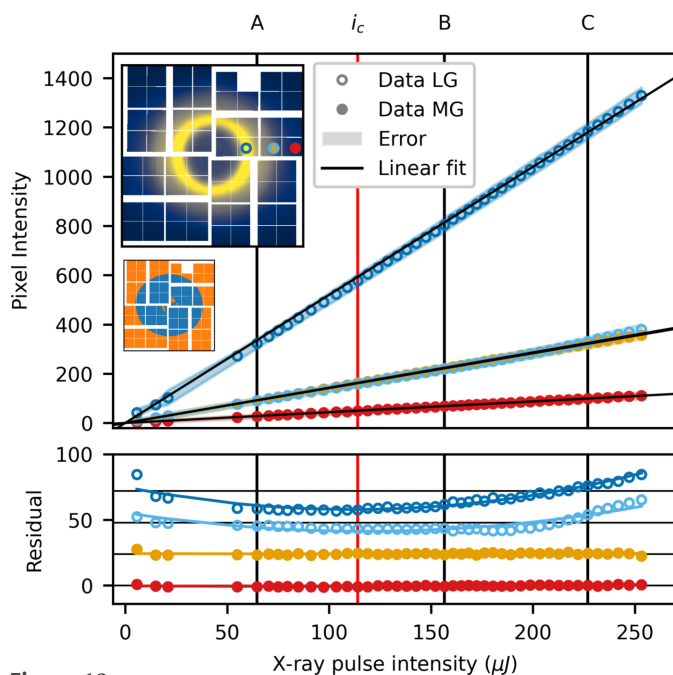 A i_c B C
Pixel Intensity
1400
1200
1000
800
600
400
200
0
Data LG
Data MG
Error
Linear fit
Residual
100
50
0
0 50 100 150 200 250
X-ray pulse intensity (μJ)